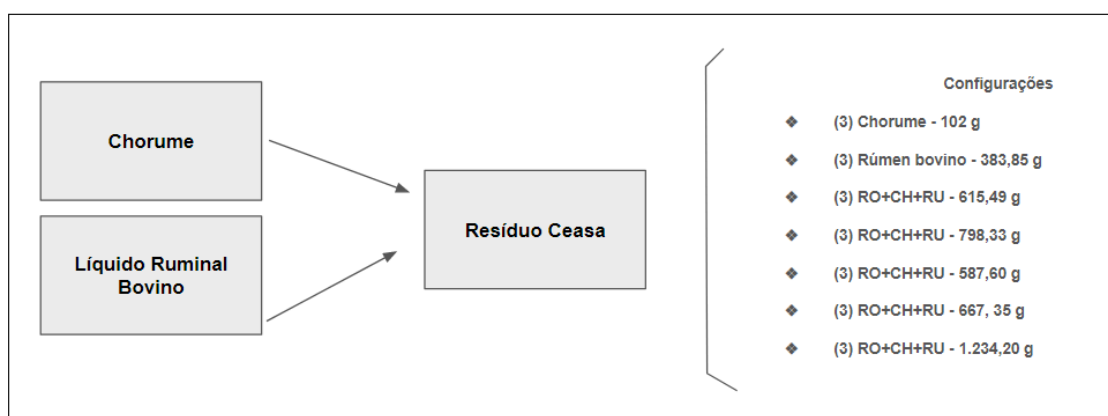 Chorume
Líquido Ruminal
Bovino
Resíduo Ceasa
Configurações
❖ (3) Chorume - 102 g
❖ (3) Rúmen bovino - 383,85 g
❖ (3) RO+CH+RU - 615,49 g
❖ (3) RO+CH+RU - 798,33 g
❖ (3) RO+CH+RU - 587,60 g
❖ (3) RO+CH+RU - 667, 35 g
❖ (3) RO+CH+RU - 1.234,20 g